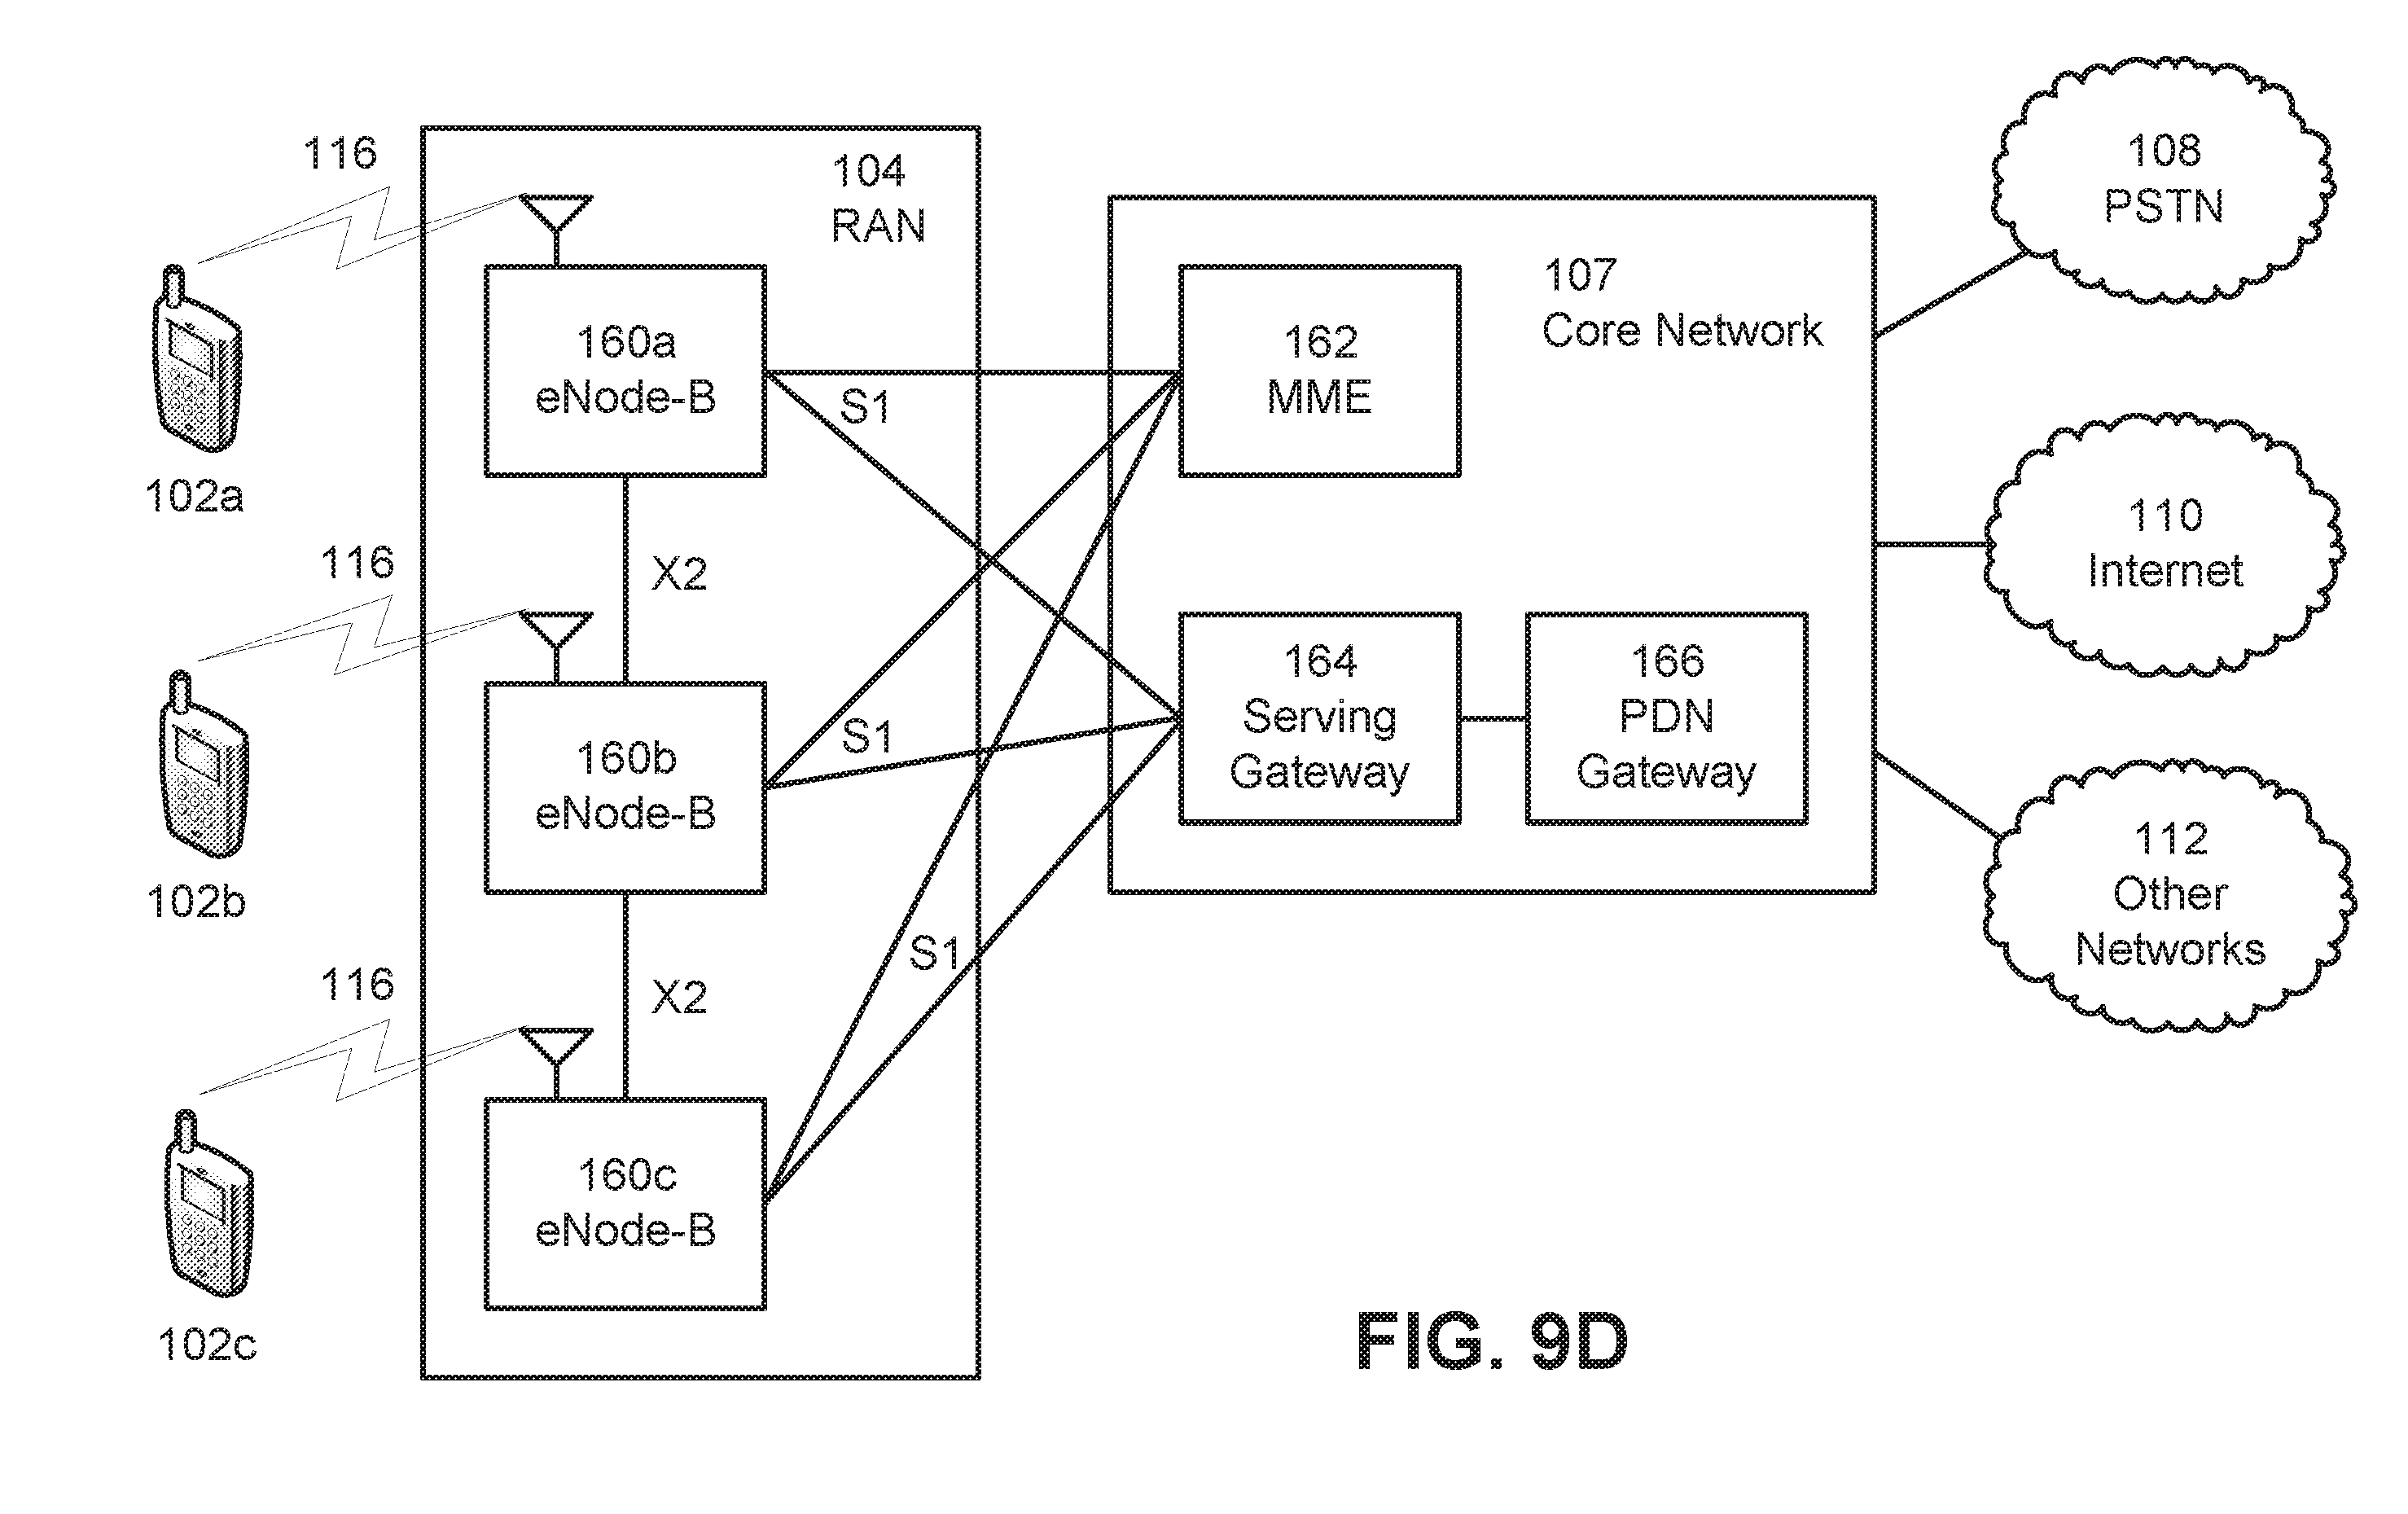 116
102a
116
102b
116
102c
104
RAN
160a
eNode-B
X2
160b
eNode-B
X2
160c
eNode-B
S1
S1
S1
107
Core Network
162
MME
164
Serving
Gateway
166
PDN
Gateway
108
PSTN
110
Internet
112
Other
Networks
FIG. 9D